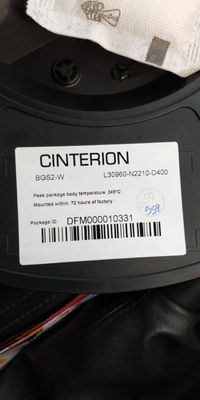 CINTERION
BGS2-W L30960-N2210-D400
Peak package body temperature: 245°C
Mounted within: 72 hours of factory
Package ID: DFM000010331